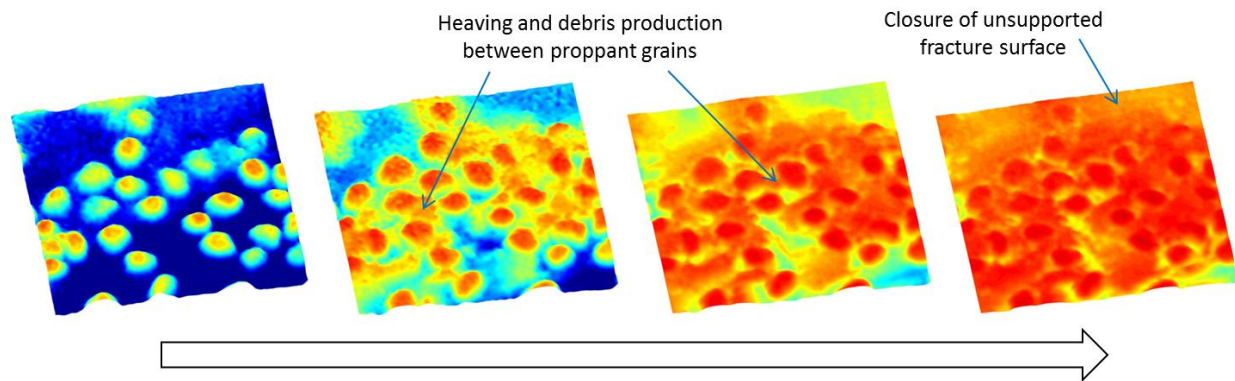 Heaving and debris production
between proppant grains
Closure of unsupported
fracture surface